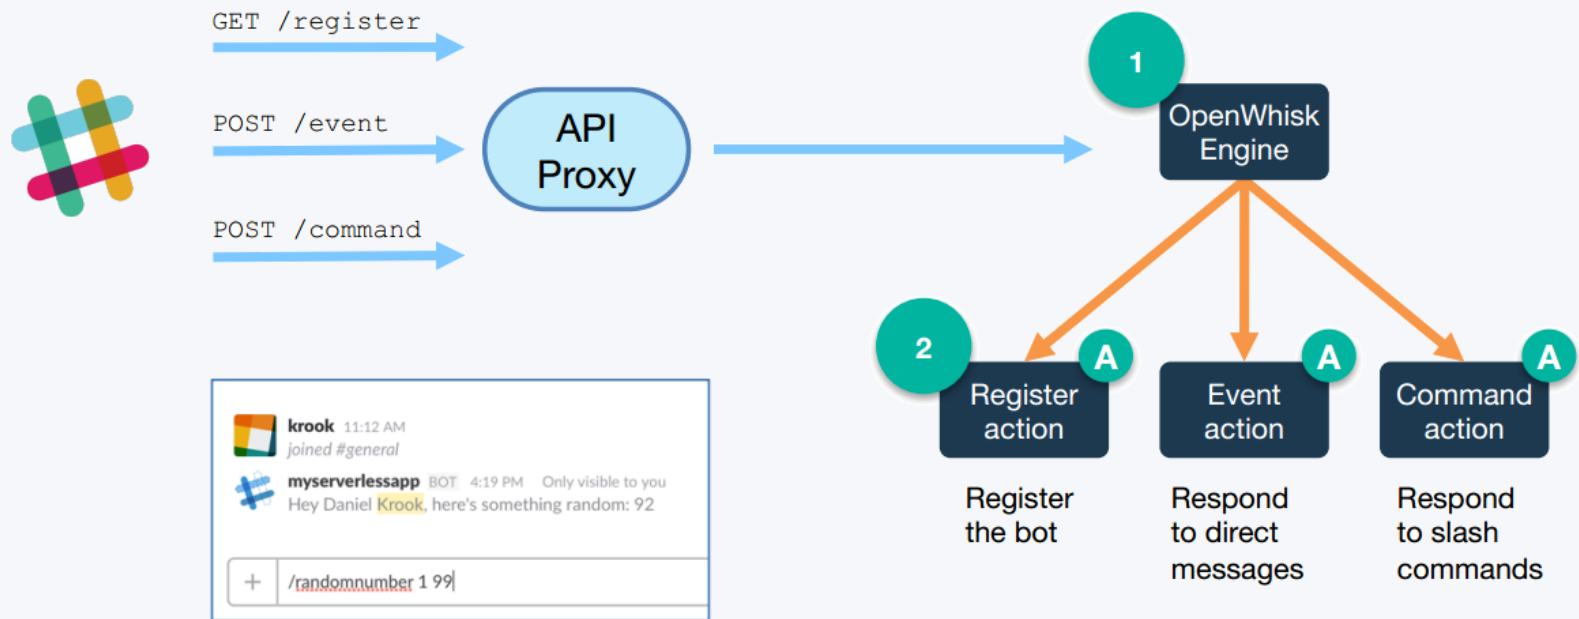 GET /register
POST /event
POST /command
API
Proxy
1
OpenWhisk
Engine
2
A
Register
action
A
Event
action
A
Command
action
Register
the bot
Respond
to direct
messages
Respond
to slash
commands
krook 11:12 AM
joined #general
myserverlessapp BOT 4:19 PM Only visible to you
Hey Daniel Krook, here's something random: 92
+ /randomnumber 1 99